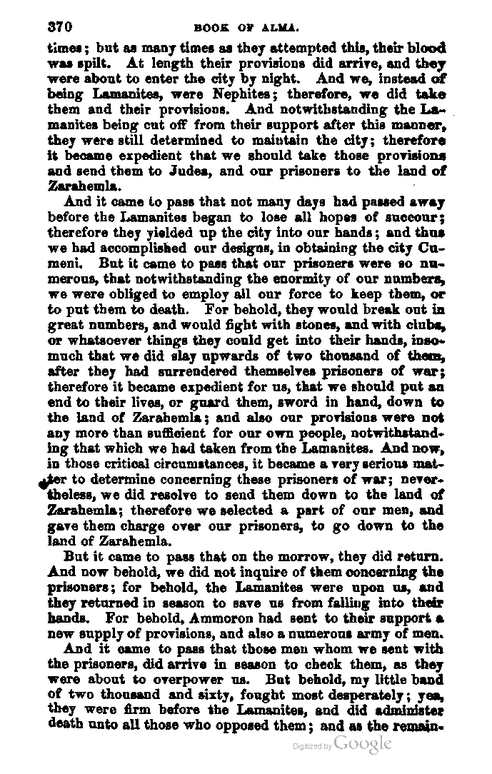 370 BOOK OF ALMA.
times; but as many times as they attempted this, their blood
was spilt. At length their provisions did arrive, and they
were about to enter the city by night. And we, instead of
being Lamanites, were Nephites; therefore, we did take
them and their provisions. And notwithstanding the La-
manites being cut off from their support after this manner,
they were still determined to maintain the city; therefore
it became expedient that we should take those provisions
and send them to Judea, and our prisoners to the land of
Zarahemla.
And it came to pass that not many days had passed away
before the Lamanites began to lose all hopes of succour;
therefore they yielded up the city into our hands; and thus
we had accomplished our designs, in obtaining the city Cu-
meni. But it came to pass that our prisoners were so nu-
merous, that notwithstanding the enormity of our numbers,
we were obliged to employ all our force to keep them, or
to put them to death. For behold, they would break out in
great numbers, and would fight with stones, and with clubs,
or whatsoever things they could get into their hands, inso-
much that we did slay upwards of two thousand of them,
after they had surrendered themselves prisoners of war;
therefore it became expedient for us, that we should put an
end to their lives, or guard them, sword in hand, down to
the land of Zarahemla; and also our provisions were not
any more than sufficient for our own people, notwithstand-
ing that which we had taken from the Lamanites. And now,
in those critical circumstances, it became a very serious mat-
ter to determine concerning these prisoners of war; never-
theless, we did resolve to send them down to the land of
Zarahemla; therefore we selected a part of our men, and
gave them charge over our prisoners, to go down to the
land of Zarahemla.
But it came to pass that on the morrow, they did return.
And now behold, we did not inquire of them concerning the
prisoners; for behold, the Lamanites were upon us, and
they returned in season to save us from falling into their
hands. For behold, Ammoron had sent to their support a
new supply of provisions, and also a numerous army of men.
And it came to pass that those men whom we sent with
the prisoners, did arrive in season to check them, as they
were about to overpower us. But behold, my little band
of two thousand and sixty, fought most desperately; yea,
they were firm before the Lamanites, and did administer
death unto all those who opposed them; and as the remain-
Digitized by Google